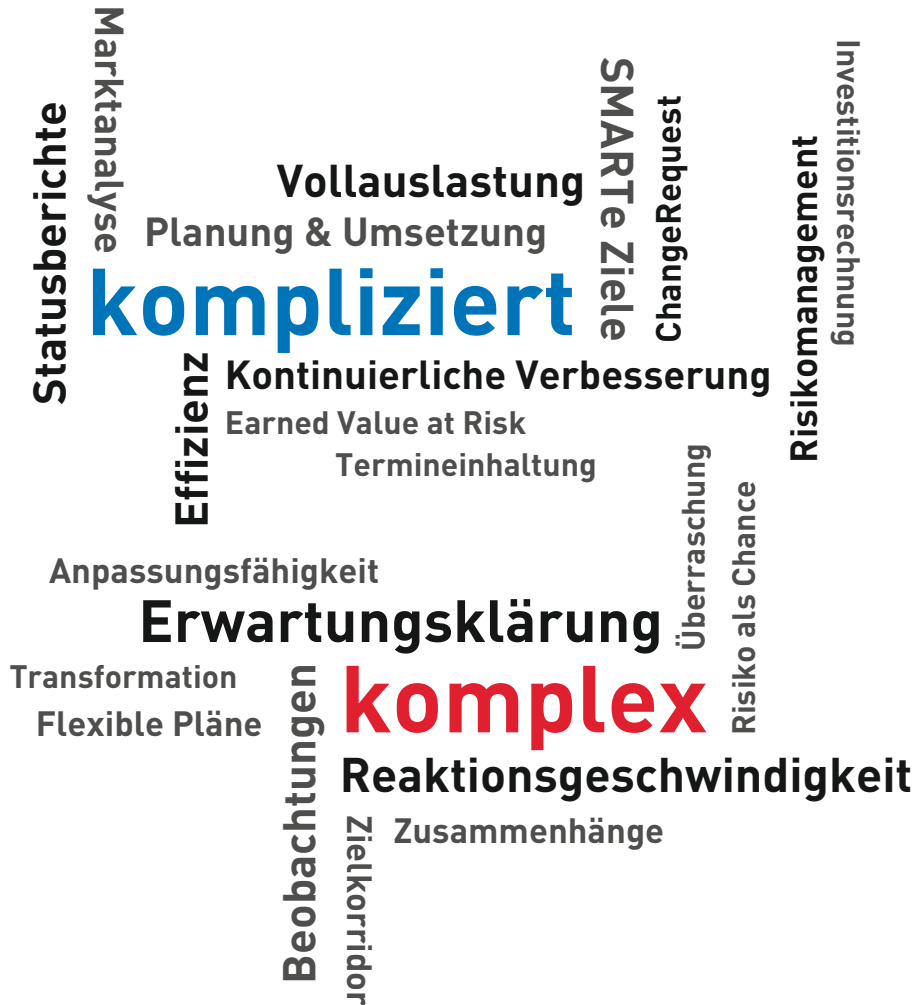 Marktanalyse
Statusberichte
SMARTe Ziele
ChangeRequest
Investitionsrechnung
Risikomanagement
Vollauslastung
Planung & Umsetzung
kompliziert
Effizienz
Kontinuierliche Verbesserung
Earned Value at Risk
Termineinhaltung
Überraschung
Risiko als Chance
Anpassungsfähigkeit
Erwartungsklärung
Transformation
Flexible Pläne
Beobachtungen
komplex
Reaktionsgeschwindigkeit
Zielkorridor
Zusammenhänge